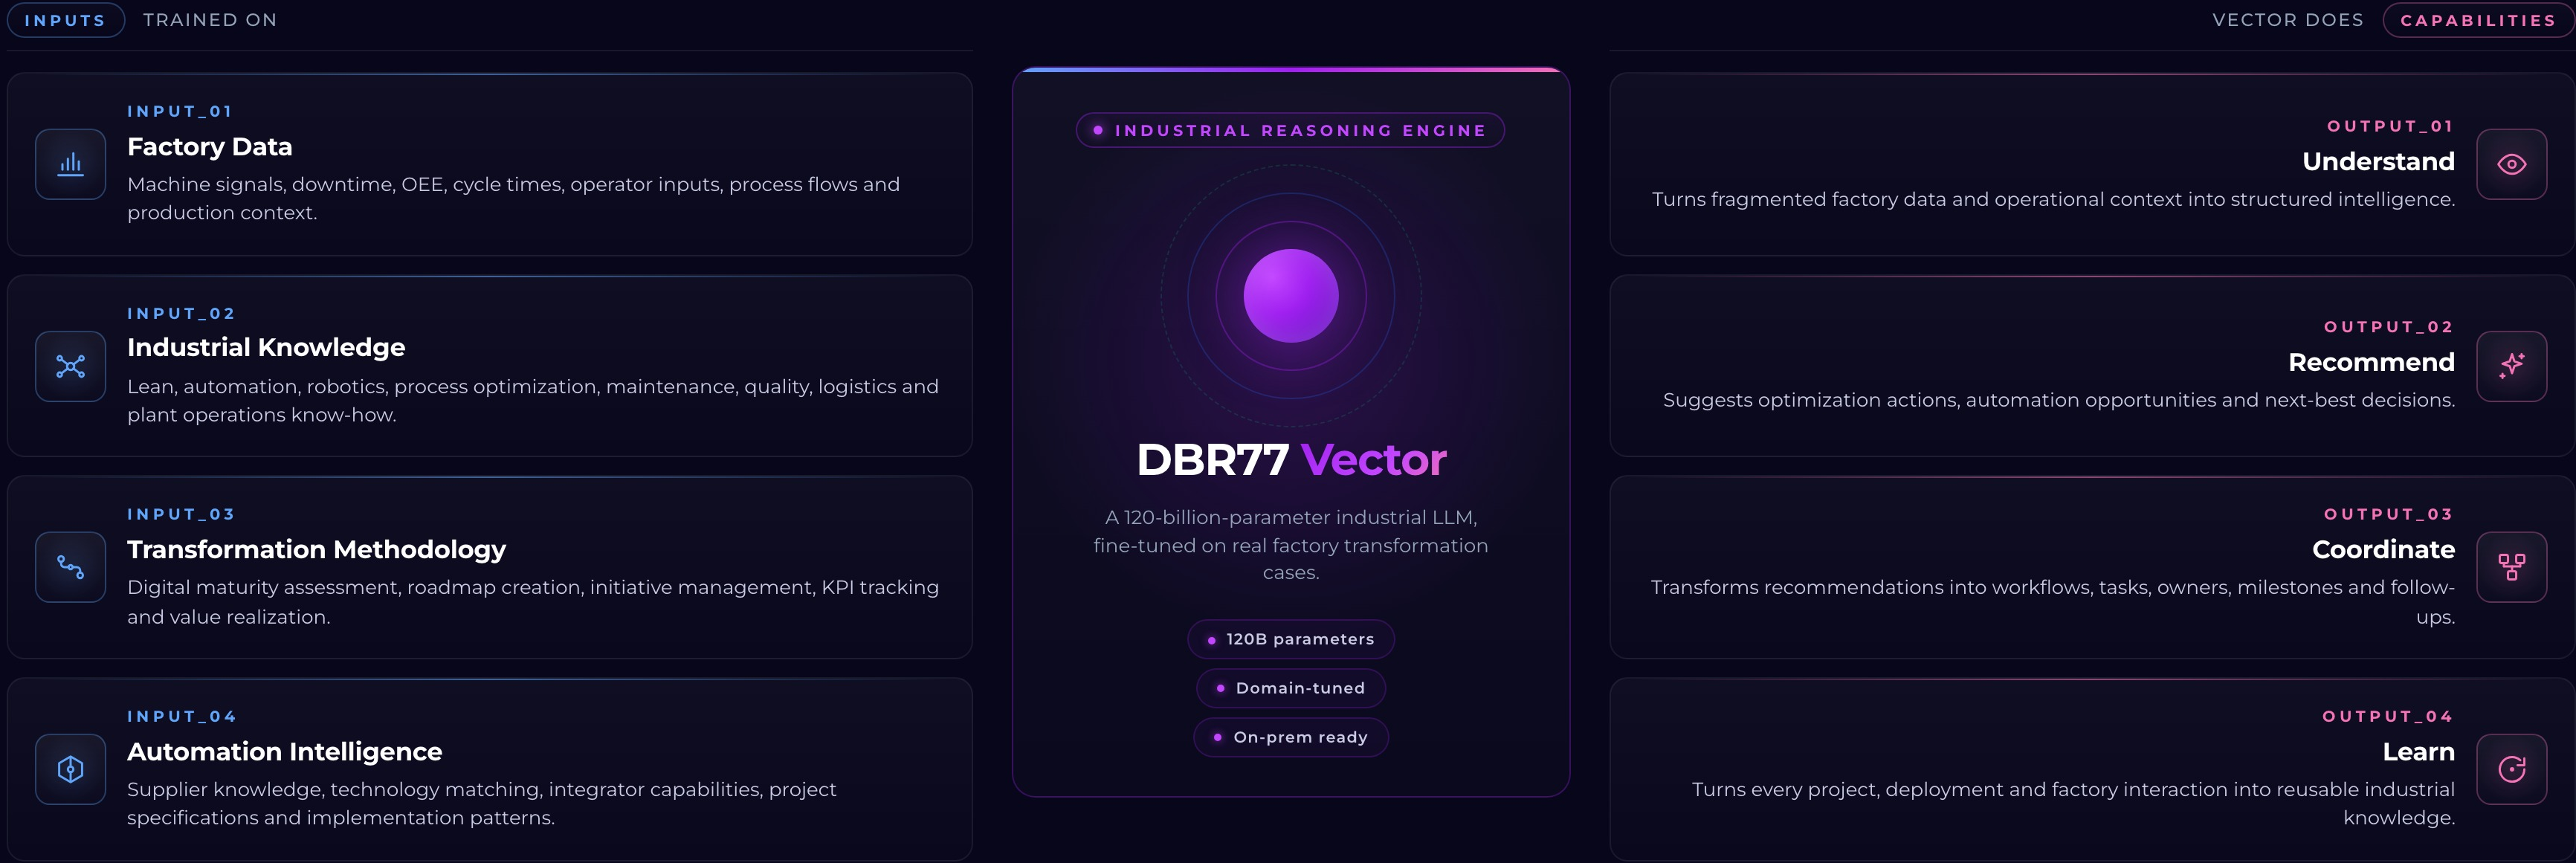 INPUTS
TRAINED ON
INPUT_01
Factory Data
Machine signals, downtime, OEE, cycle times, operator inputs, process flows and
production context.
INPUT_02
Industrial Knowledge
Lean, automation, robotics, process optimization, maintenance, quality, logistics and
plant operations know-how.
INPUT_03
Transformation Methodology
Digital maturity assessment, roadmap creation, initiative management, KPI tracking
and value realization.
INPUT_04
Automation Intelligence
Supplier knowledge, technology matching, integrator capabilities, project
specifications and implementation patterns.
INDUSTRIAL REASONING ENGINE
DBR77 Vector
A 120-billion-parameter industrial LLM,
fine-tuned on real factory transformation
cases.
120B parameters
Domain-tuned
On-prem ready
VECTOR DOES
CAPABILITIES
OUTPUT_01
Understand
Turns fragmented factory data and operational context into structured intelligence.
OUTPUT_02
Recommend
Suggests optimization actions, automation opportunities and next-best decisions.
OUTPUT_03
Coordinate
Transforms recommendations into workflows, tasks, owners, milestones and follow-
ups.
OUTPUT_04
Learn
Turns every project, deployment and factory interaction into reusable industrial
knowledge.